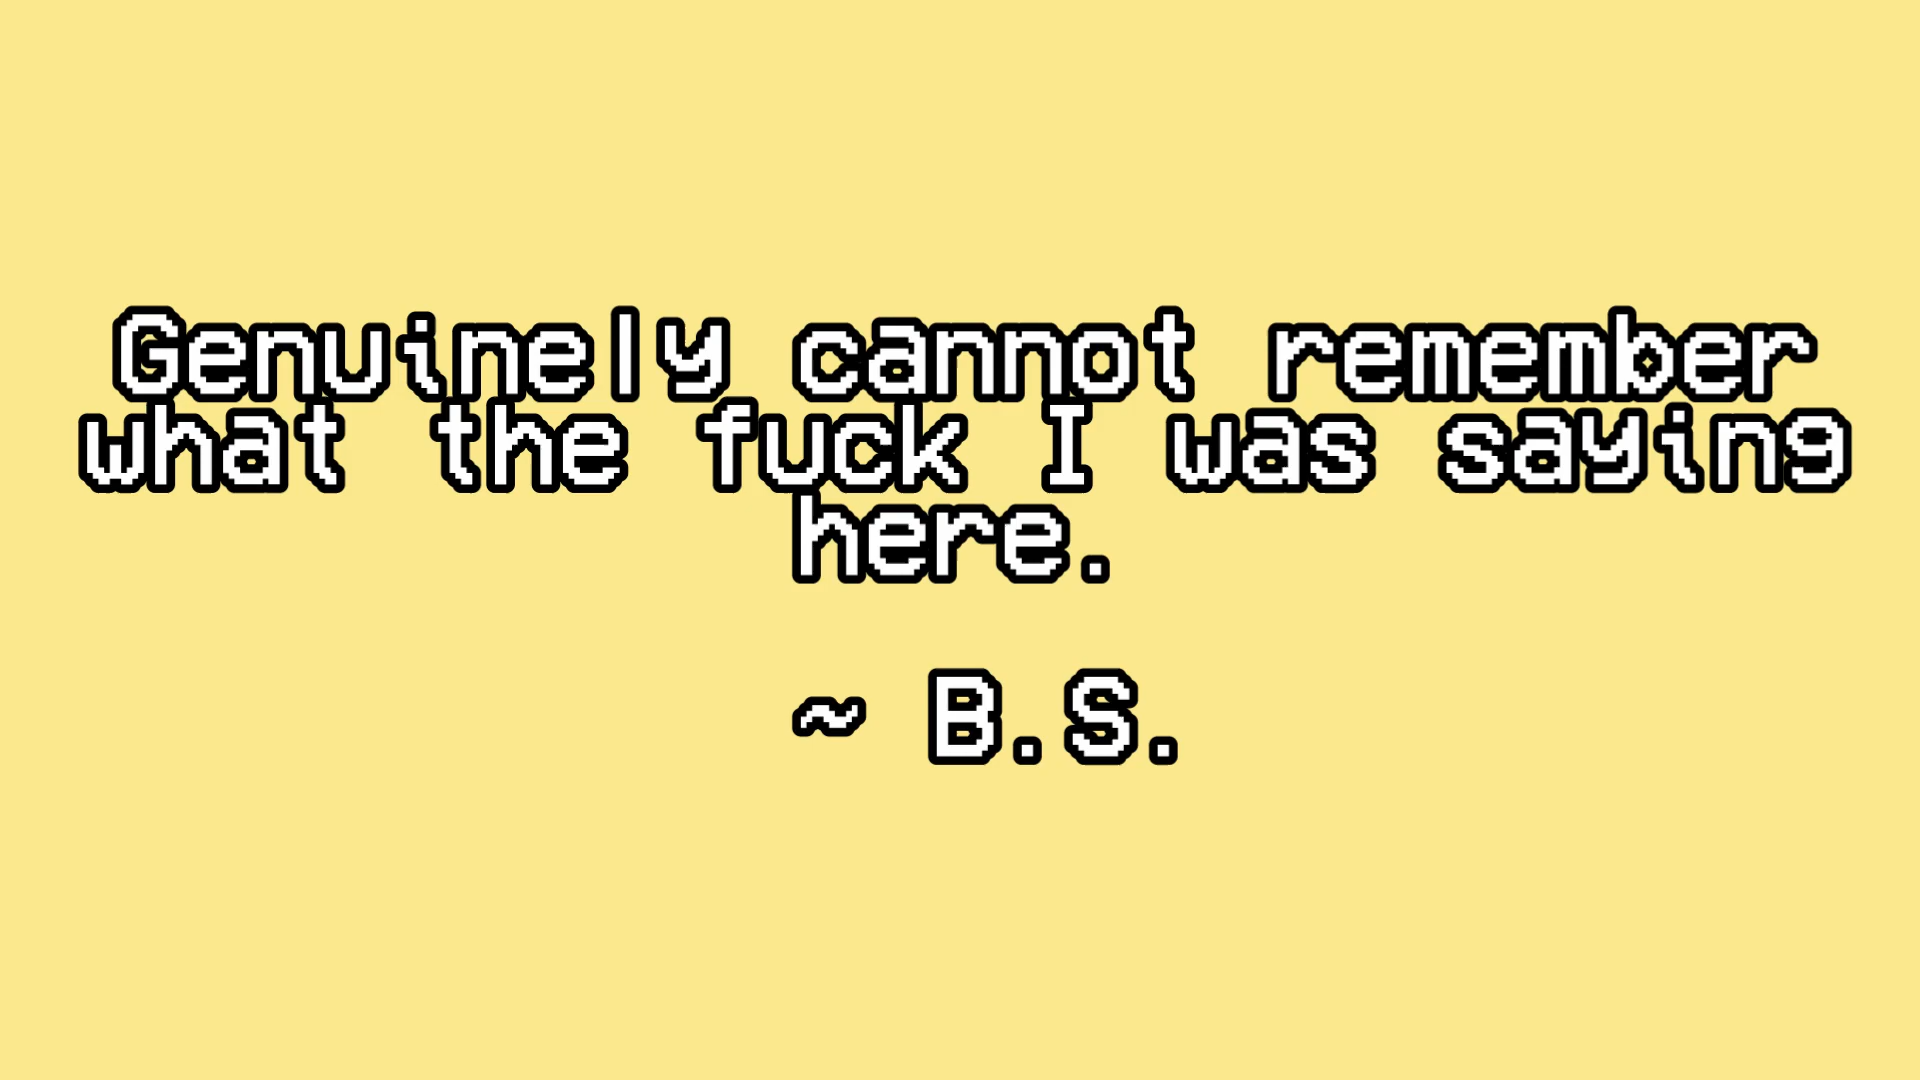 Genuinely cannot remember
what the fuck I was saying
here.
~ B.S.